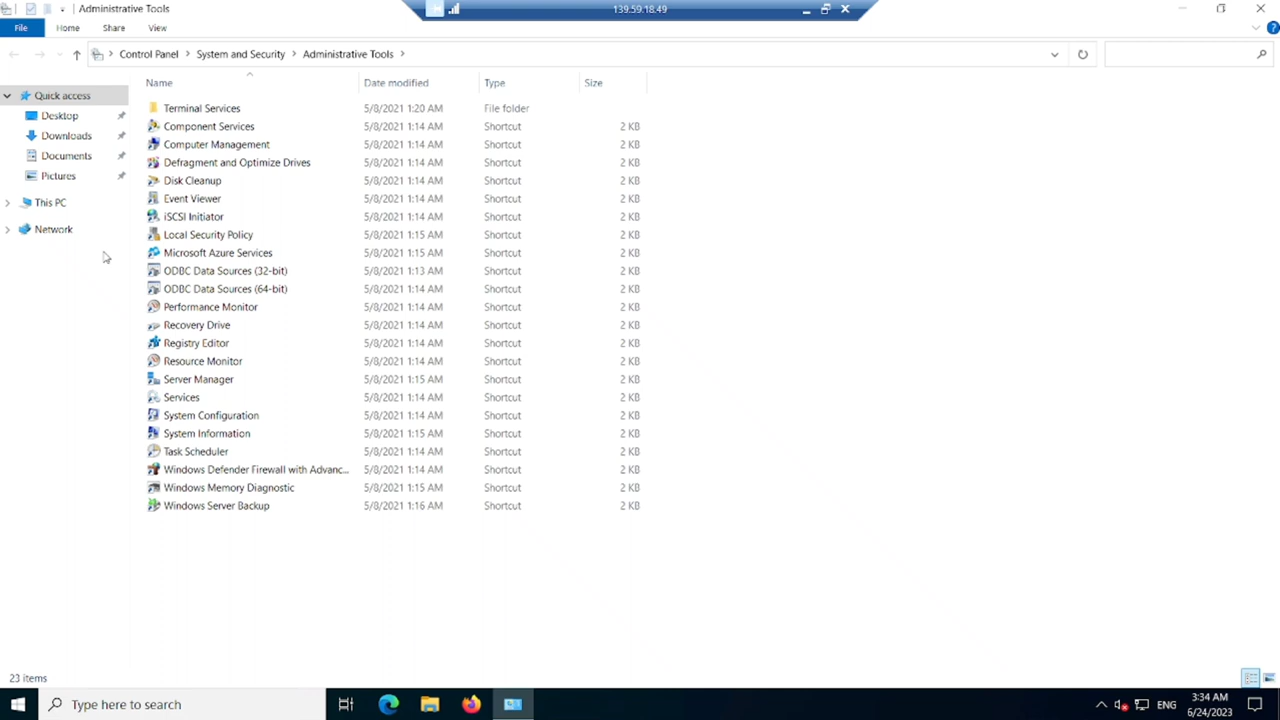 Administrative Tools
139.59.18.49
File Home Share View
Control Panel System and Security Administrative Tools
Name Date modified Type Size
Quick access
Desktop
Downloads
Documents
Pictures
This PC
Network
Terminal Services 5/8/2021 1:20 AM File folder
Component Services 5/8/2021 1:14 AM Shortcut 2 KB
Computer Management 5/8/2021 1:14 AM Shortcut 2 KB
Defragment and Optimize Drives 5/8/2021 1:14 AM Shortcut 2 KB
Disk Cleanup 5/8/2021 1:14 AM Shortcut 2 KB
Event Viewer 5/8/2021 1:14 AM Shortcut 2 KB
iSCSI Initiator 5/8/2021 1:14 AM Shortcut 2 KB
Local Security Policy 5/8/2021 1:15 AM Shortcut 2 KB
Microsoft Azure Services 5/8/2021 1:15 AM Shortcut 2 KB
ODBC Data Sources (32-bit) 5/8/2021 1:13 AM Shortcut 2 KB
ODBC Data Sources (64-bit) 5/8/2021 1:14 AM Shortcut 2 KB
Performance Monitor 5/8/2021 1:14 AM Shortcut 2 KB
Recovery Drive 5/8/2021 1:14 AM Shortcut 2 KB
Registry Editor 5/8/2021 1:14 AM Shortcut 2 KB
Resource Monitor 5/8/2021 1:14 AM Shortcut 2 KB
Server Manager 5/8/2021 1:15 AM Shortcut 2 KB
Services 5/8/2021 1:14 AM Shortcut 2 KB
System Configuration 5/8/2021 1:14 AM Shortcut 2 KB
System Information 5/8/2021 1:15 AM Shortcut 2 KB
Task Scheduler 5/8/2021 1:14 AM Shortcut 2 KB
Windows Defender Firewall with Advanc... 5/8/2021 1:14 AM Shortcut 2 KB
Windows Memory Diagnostic 5/8/2021 1:15 AM Shortcut 2 KB
Windows Server Backup 5/8/2021 1:16 AM Shortcut 2 KB
23 items
Type here to search
ENG
3:34 AM
6/24/2023